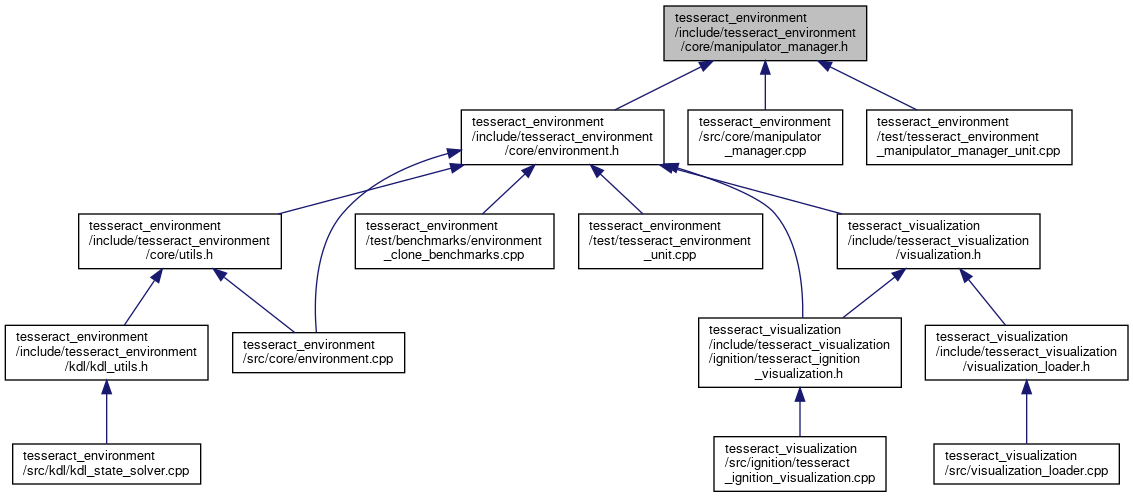 tesseract_environment
/include/tesseract_environment
/core/manipulator_manager.h
tesseract_environment
/include/tesseract_environment
/core/environment.h
tesseract_environment
/src/core/manipulator
_manager.cpp
tesseract_environment
/test/tesseract_environment
_manipulator_manager_unit.cpp
tesseract_environment
/include/tesseract_environment
/core/utils.h
tesseract_environment
/test/benchmarks/environment
_clone_benchmarks.cpp
tesseract_environment
/test/tesseract_environment
_unit.cpp
tesseract_visualization
/include/tesseract_visualization
/visualization.h
tesseract_environment
/include/tesseract_environment
/kdl/kdl_utils.h
tesseract_environment
/src/core/environment.cpp
tesseract_visualization
/include/tesseract_visualization
/ignition/tesseract_ignition
_visualization.h
tesseract_visualization
/include/tesseract_visualization
/visualization_loader.h
tesseract_environment
/src/kdl/kdl_state_solver.cpp
tesseract_visualization
/src/ignition/tesseract
_ignition_visualization.cpp
tesseract_visualization
/src/visualization_loader.cpp